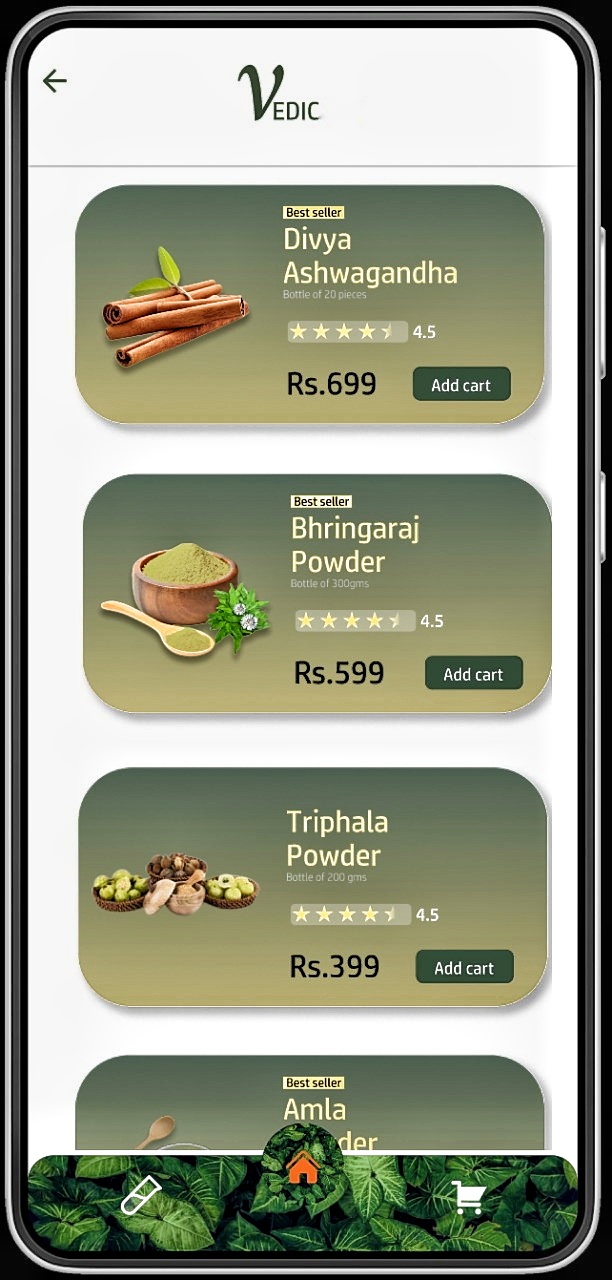 VEDIC
Best seller
Divya
Ashwagandha
Bottle of 20 pieces
4.5
Rs.699
Add cart
Best seller
Bhringaraj
Powder
Bottle of 300gms
4.5
Rs.599
Add cart
Triphala
Powder
Bottle of 200 gms
4.5
Rs.399
Add cart
Best seller
Amla